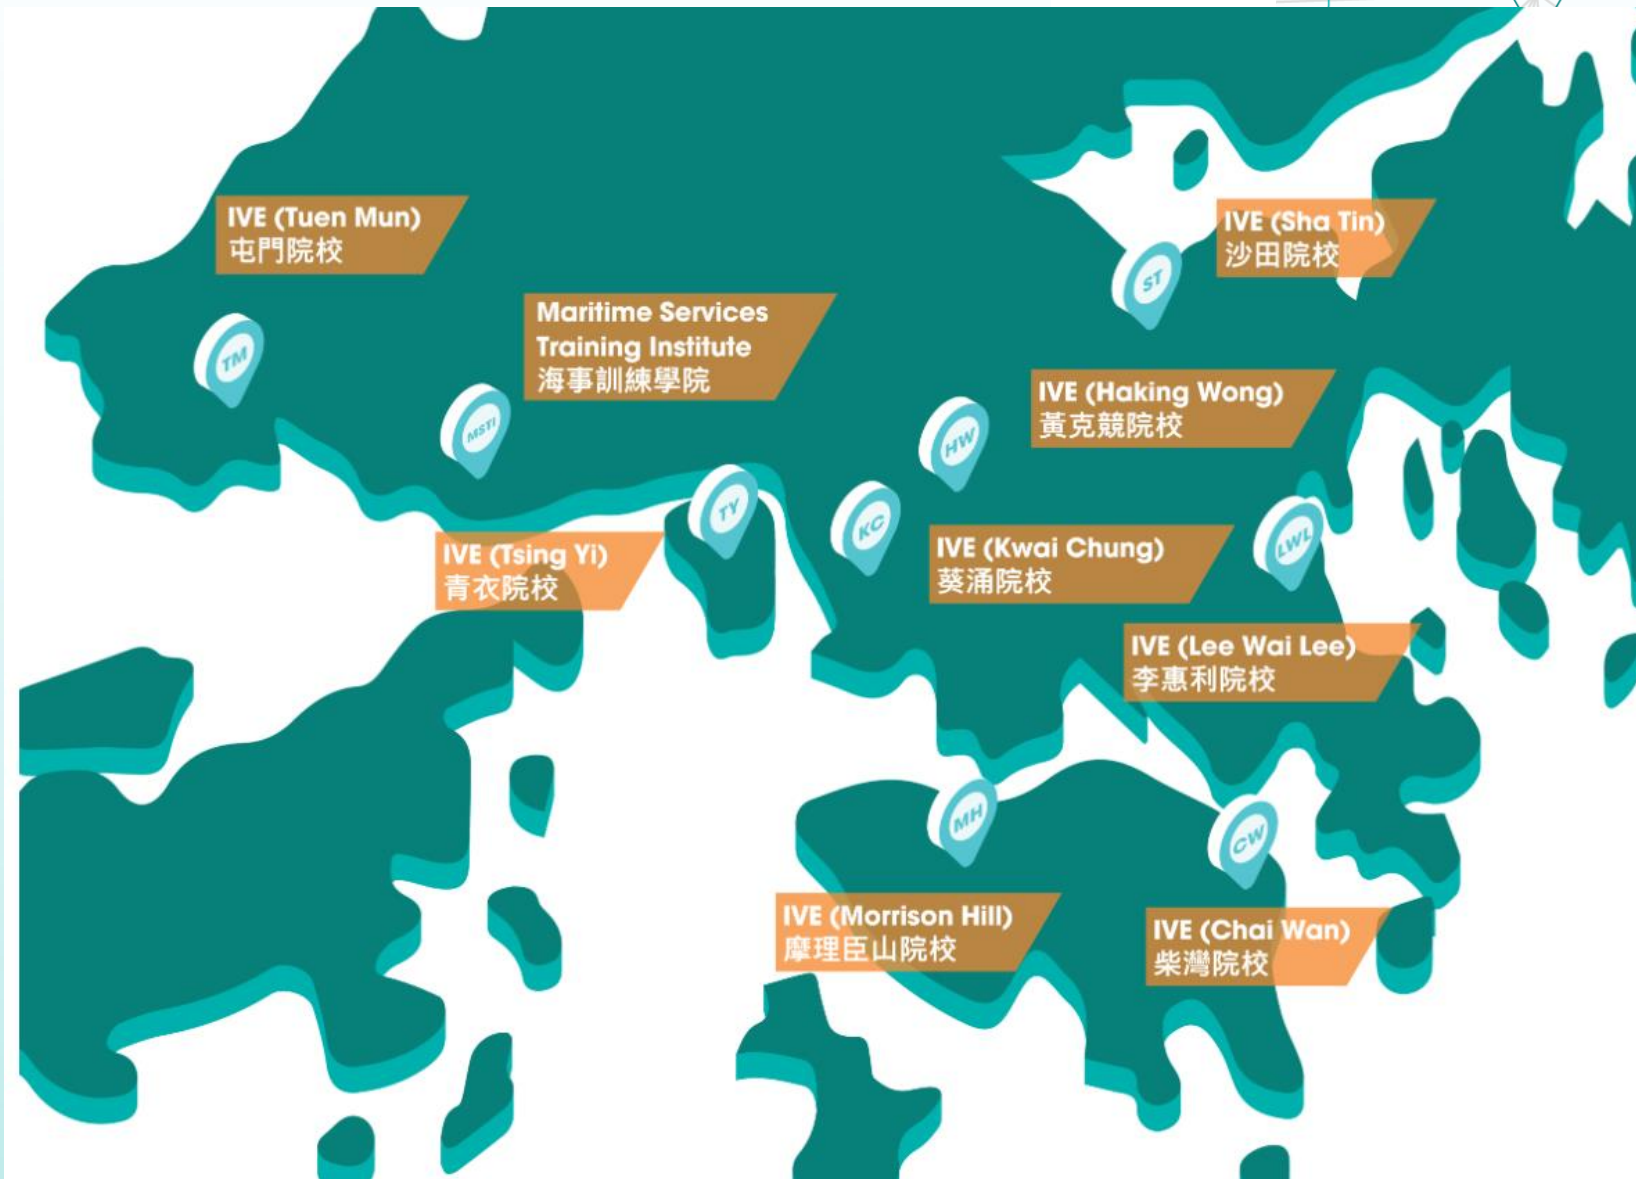 IVE (Tuen Mun)
屯門院校
IVE (Sha Tin)
沙田院校
ST
Maritime Services
Training Institute
海事訓練學院
TM
MSTI
IVE (Haking Wong)
黃克競院校
HW
TY
KC
IVE (Tsing Yi)
青衣院校
IVE (Kwai Chung)
葵涌院校
LWL
IVE (Lee Wai Lee)
李惠利院校
MH
CW
IVE (Morrison Hill)
摩理臣山院校
IVE (Chai Wan)
柴灣院校